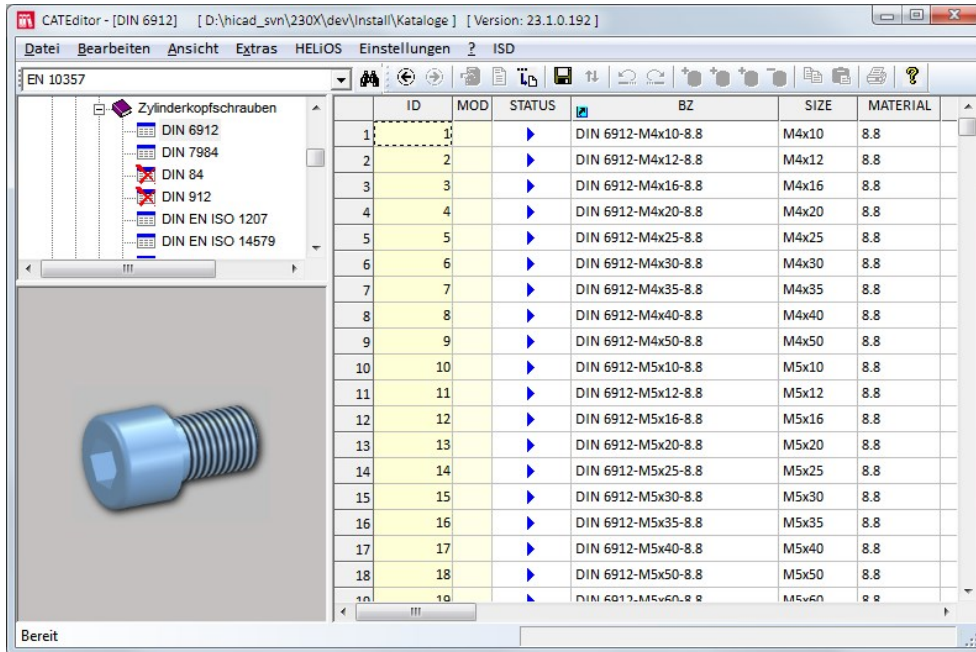 CATEditor - [DIN 6912] [ D:\hicad_svn\230X\dev\Install\Kataloge ] [ Version: 23.1.0.192 ]
Datei Bearbeiten Ansicht Extras HELiOS Einstellungen ? ISD
EN 10357
Zylinderkopfschrauben
DIN 6912
DIN 7984
DIN 84
DIN 912
DIN EN ISO 1207
DIN EN ISO 14579
ID MOD STATUS BZ SIZE MATERIAL
1 1 DIN 6912-M4x10-8.8 M4x10 8.8
2 2 DIN 6912-M4x12-8.8 M4x12 8.8
3 3 DIN 6912-M4x16-8.8 M4x16 8.8
4 4 DIN 6912-M4x20-8.8 M4x20 8.8
5 5 DIN 6912-M4x25-8.8 M4x25 8.8
6 6 DIN 6912-M4x30-8.8 M4x30 8.8
7 7 DIN 6912-M4x35-8.8 M4x35 8.8
8 8 DIN 6912-M4x40-8.8 M4x40 8.8
9 9 DIN 6912-M4x50-8.8 M4x50 8.8
10 10 DIN 6912-M5x10-8.8 M5x10 8.8
11 11 DIN 6912-M5x12-8.8 M5x12 8.8
12 12 DIN 6912-M5x16-8.8 M5x16 8.8
13 13 DIN 6912-M5x20-8.8 M5x20 8.8
14 14 DIN 6912-M5x25-8.8 M5x25 8.8
15 15 DIN 6912-M5x30-8.8 M5x30 8.8
16 16 DIN 6912-M5x35-8.8 M5x35 8.8
17 17 DIN 6912-M5x40-8.8 M5x40 8.8
18 18 DIN 6912-M5x50-8.8 M5x50 8.8
19 19 DIN 6912-M5x60-8.8 M5x60 8.8
Bereit